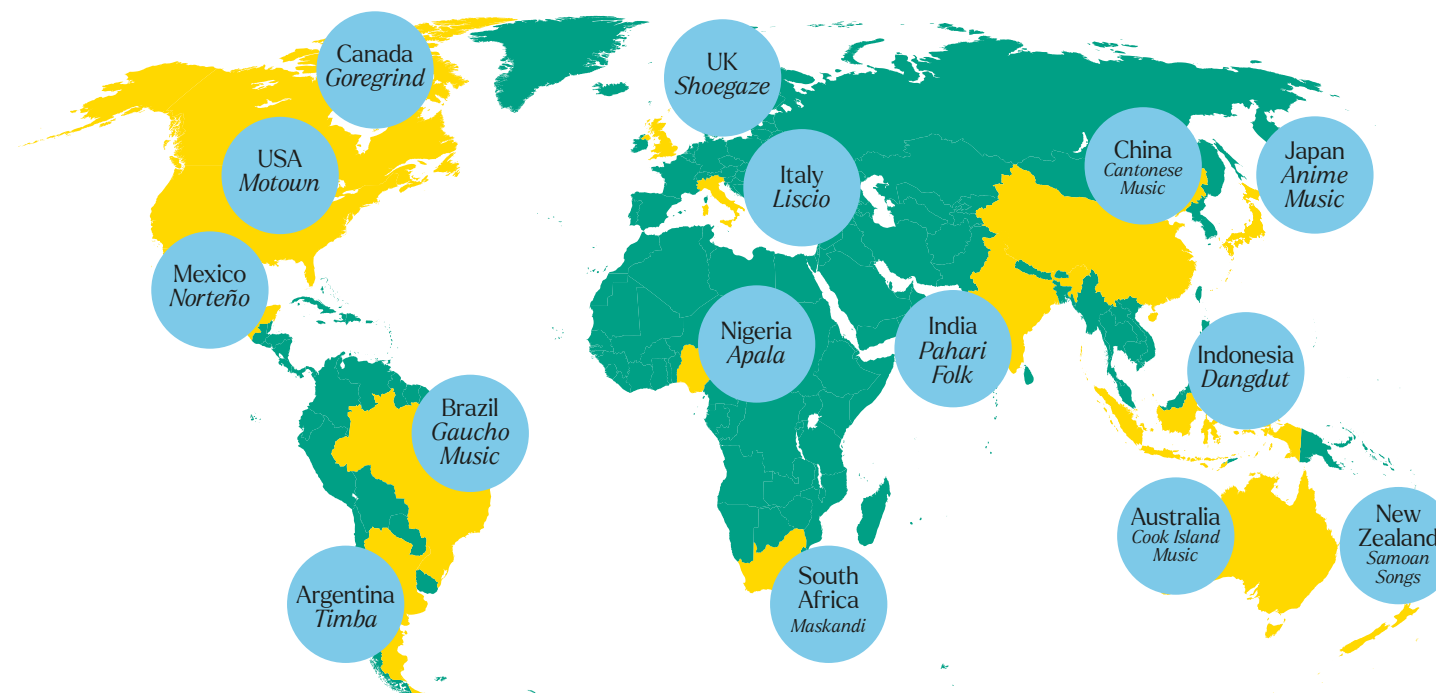 Canada
Goregrind
UK
Shoegaze
USA
Motown
Italy
Liscio
China
Cantonese
Music
Japan
Anime
Music
Mexico
Norteño
Nigeria
Apala
India
Pahari
Folk
Indonesia
Dangdut
Brazil
Gaucho
Music
Australia
Cook Island
Music
New
Zealand
Samoan
Songs
Argentina
Timba
South
Africa
Maskandi